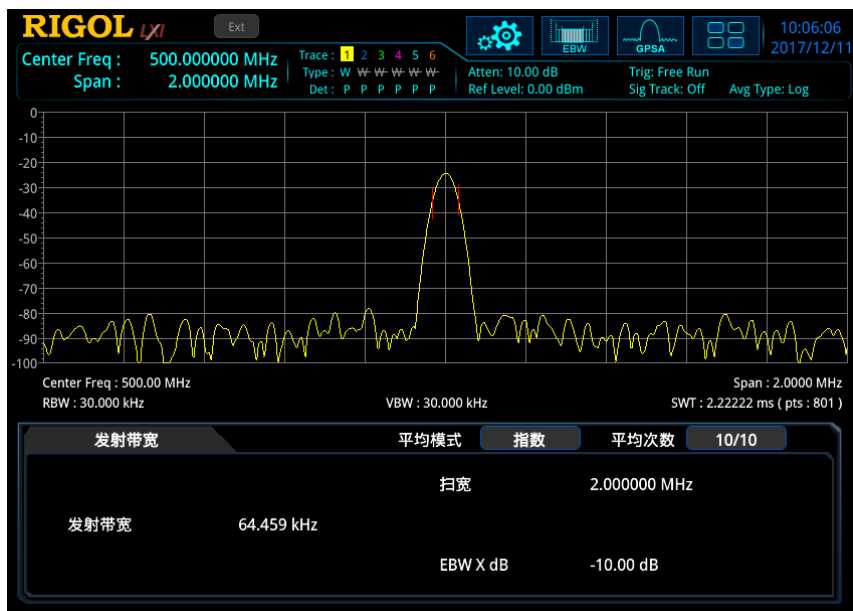 RIGOL LXI Ext 10:06:06
EBW GPSA 2017/12/11
Center Freq : 500.000000 MHz Trace : 1 2 3 4 5 6
Type : W W W W W W Atten: 10.00 dB Trig: Free Run
Span : 2.000000 MHz Det : P P P P P P Ref Level: 0.00 dBm Sig Track: Off Avg Type: Log
0
-10
-20
-30
-40
-50
-60
-70
-80
-90
-100
Center Freq : 500.00 MHz Span : 2.0000 MHz
RBW : 30.000 kHz VBW : 30.000 kHz SWT : 2.22222 ms ( pts : 801 )
发射带宽 平均模式 指数 平均次数 10/10
扫宽 2.000000 MHz
发射带宽 64.459 kHz
EBW X dB -10.00 dB